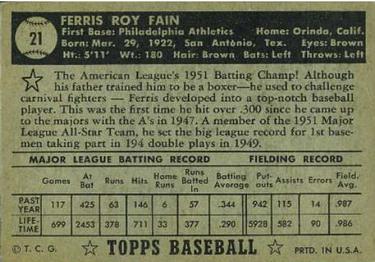 21
FERRIS ROY FAIN
First Base: Philadelphia Athletics Home: Orinda, Calif.
Born: Mar. 29, 1922, San Antonio, Tex. Eyes: Brown
Ht: 5'11' Wt: 180 Hair: Brown Bats: Left Throws: Left
The American League's 1951 Batting Champ! Although
his father trained him to be a boxer—he used to challenge
carnival fighters — Ferris developed into a top-notch baseball
player. This was the first time he hit over .300 since he came up
to the majors with the A's in 1947. A member of the 1951 Major
League All-Star Team, he set the big league record for 1st base-
men taking part in 194 double plays in 1949.
MAJOR LEAGUE BATTING RECORD FIELDING RECORD
Games At Bat Runs Hits Home Runs Runs Batted In Batting Average Put-outs Assists Errors Field. Avg.
PAST YEAR 117 425 63 146 6 57 .344 942 115 14 .987
LIFE-TIME 699 2453 378 711 33 377 .290 5928 582 90 .986
© T. C. G. TOPPS BASEBALL PRTD. IN U.S.A.